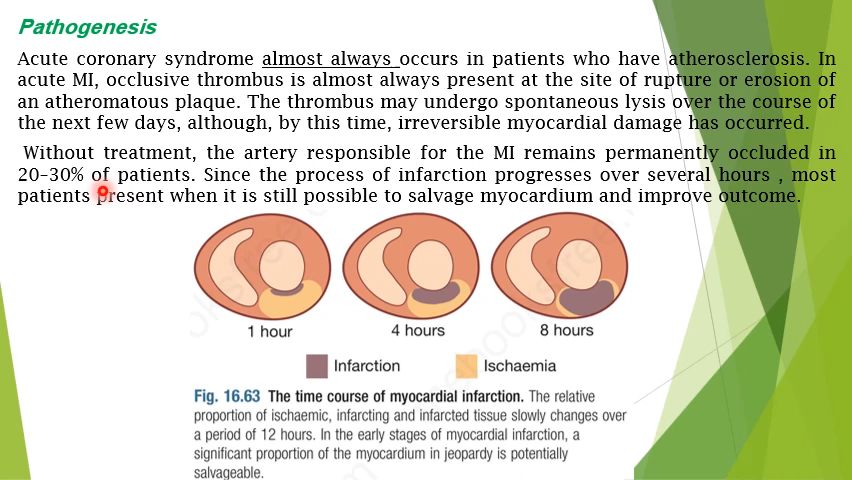 Pathogenesis
Acute coronary syndrome almost always occurs in patients who have atherosclerosis. In
acute MI, occlusive thrombus is almost always present at the site of rupture or erosion of
an atheromatous plaque. The thrombus may undergo spontaneous lysis over the course of
the next few days, although, by this time, irreversible myocardial damage has occurred.
Without treatment, the artery responsible for the MI remains permanently occluded in
20–30% of patients. Since the process of infarction progresses over several hours , most
patients present when it is still possible to salvage myocardium and improve outcome.
1 hour
4 hours
8 hours
Infarction
Ischaemia
Fig. 16.63 The time course of myocardial infarction. The relative
proportion of ischaemic, infarcting and infarcted tissue slowly changes over
a period of 12 hours. In the early stages of myocardial infarction, a
significant proportion of the myocardium in jeopardy is potentially
salvageable.